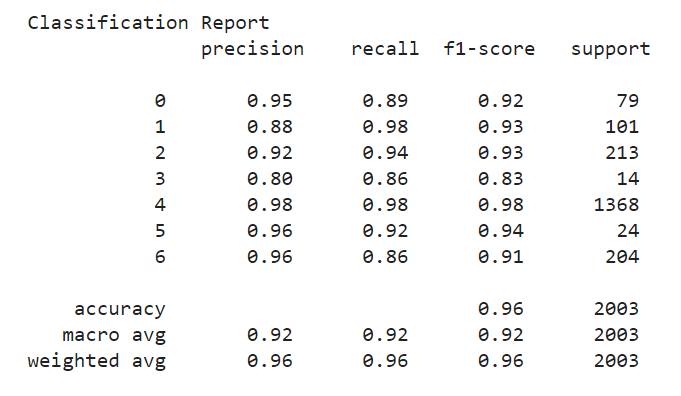 Classification Report
precision recall f1-score support
0 0.95 0.89 0.92 79
1 0.88 0.98 0.93 101
2 0.92 0.94 0.93 213
3 0.80 0.86 0.83 14
4 0.98 0.98 0.98 1368
5 0.96 0.92 0.94 24
6 0.96 0.86 0.91 204
accuracy 0.96 2003
macro avg 0.92 0.92 0.92 2003
weighted avg 0.96 0.96 0.96 2003